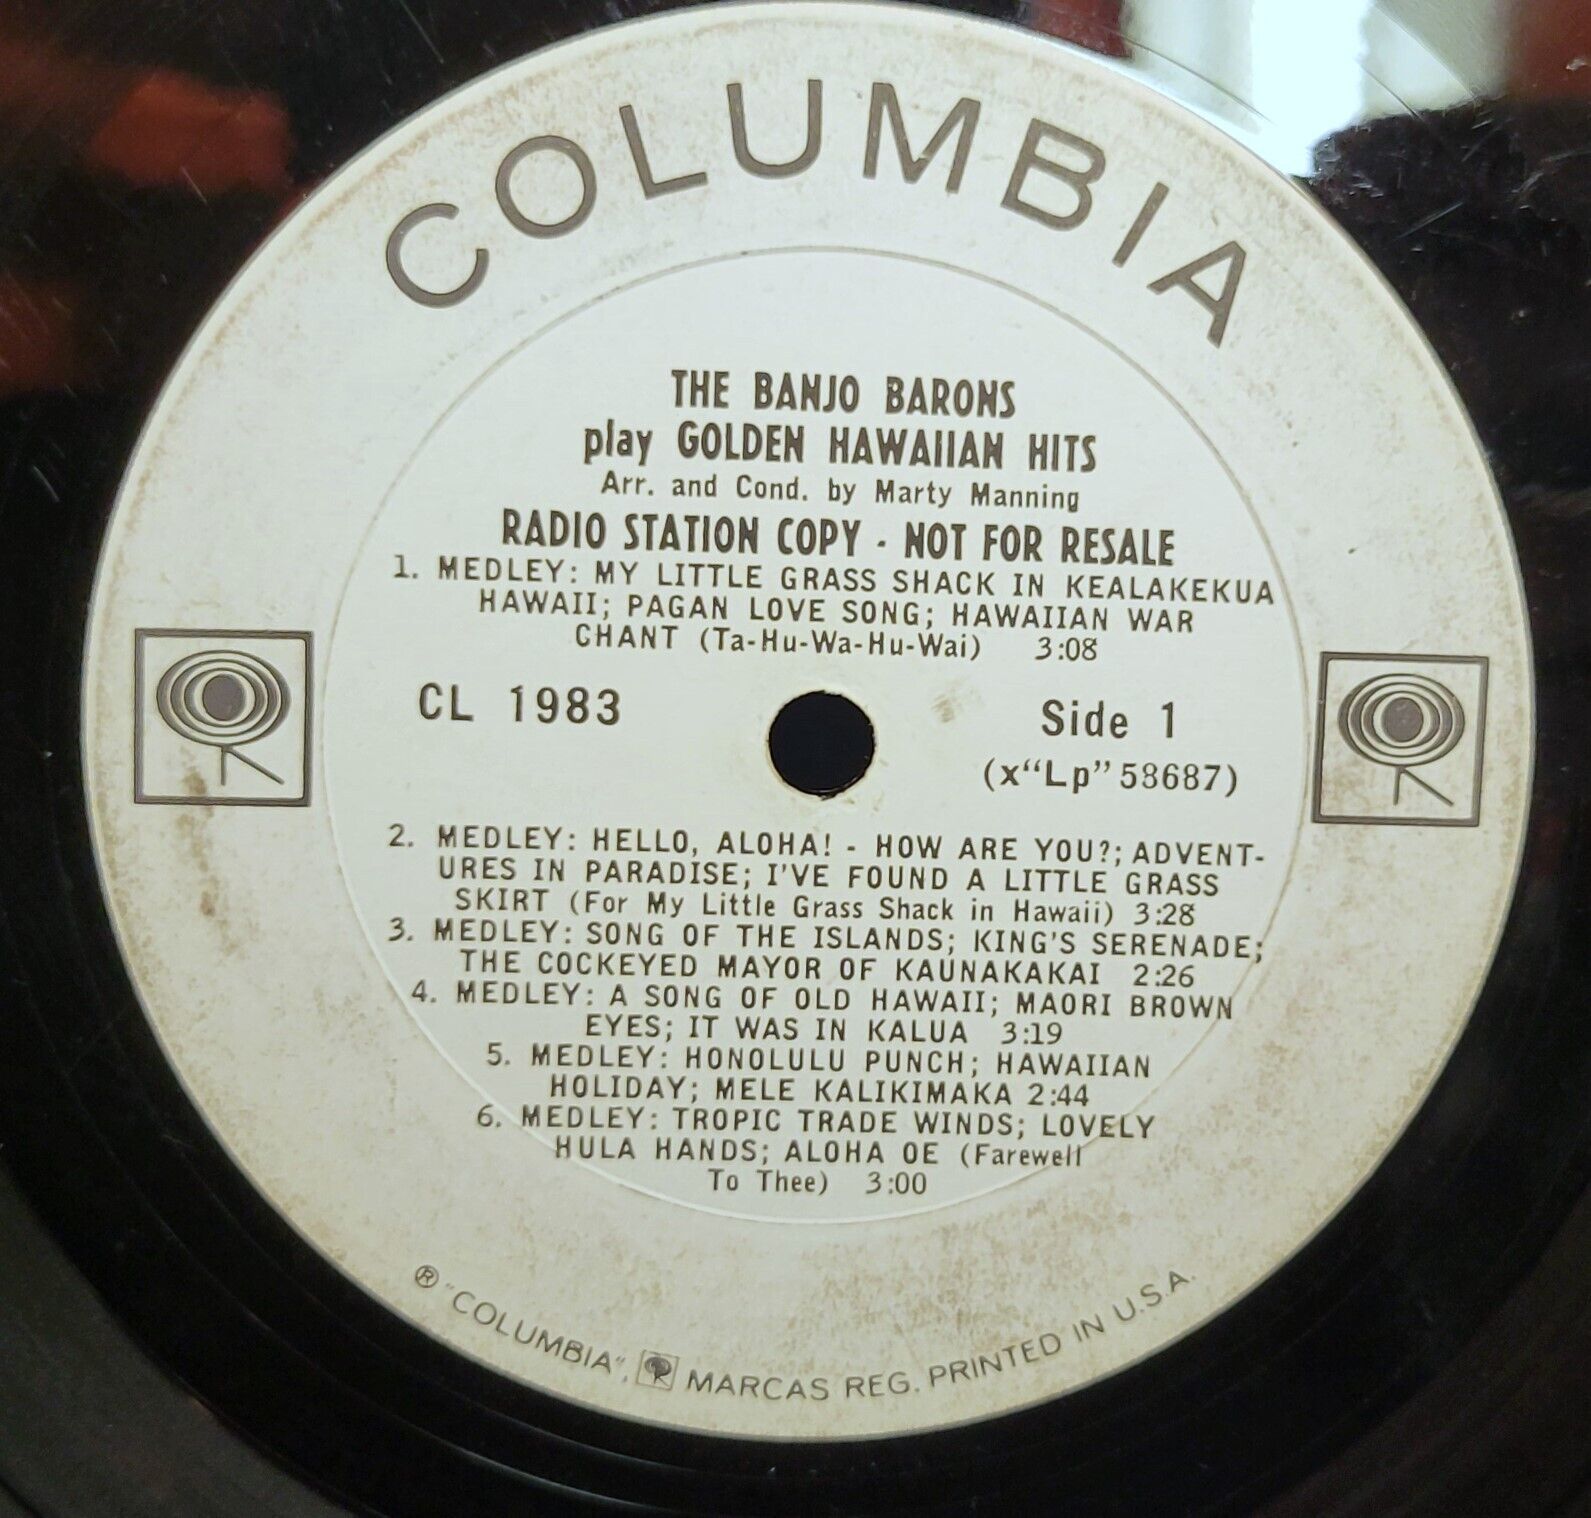 COLUMBIA
THE BANJO BARONS
play GOLDEN HAWAIIAN HITS
Arr. and Cond. by Marty Manning
RADIO STATION COPY - NOT FOR RESALE
1. MEDLEY: MY LITTLE GRASS SHACK IN KEALAKEKUA
HAWAII; PAGAN LOVE SONG; HAWAIIAN WAR
CHANT (Ta-Hu-Wa-Hu-Wai) 3:08
CL 1983
Side 1
(x"Lp" 58687)
2. MEDLEY: HELLO, ALOHA! - HOW ARE YOU?; ADVENT-
URES IN PARADISE; I'VE FOUND A LITTLE GRASS
SKIRT (For My Little Grass Shack in Hawaii) 3:28
3. MEDLEY: SONG OF THE ISLANDS; KING'S SERENADE;
THE COCKEYED MAYOR OF KAUNAKAKAI 2:26
4. MEDLEY: A SONG OF OLD HAWAII; MAORI BROWN
EYES; IT WAS IN KALUA 3:19
5. MEDLEY: HONOLULU PUNCH; HAWAIIAN
HOLIDAY; MELE KALIKIMAKA 2:44
6. MEDLEY: TROPIC TRADE WINDS; LOVELY
HULA HANDS; ALOHA OE (Farewell
To Thee) 3:00
® "COLUMBIA", MARCAS REG. PRINTED IN U.S.A.